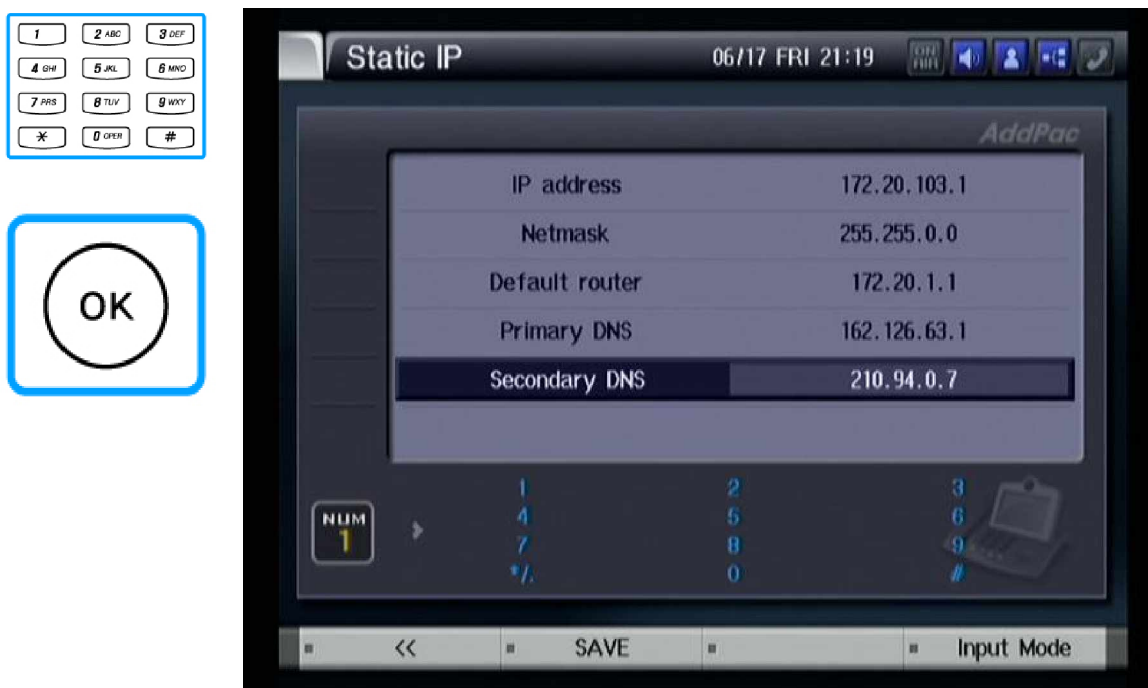 1 2 ABC 3 DEF
4 GHI 5 JKL 6 MNO
7 PRS 8 TUV 9 WXY
* 0 OPER #
OK
Static IP 06/17 FRI 21:19 ON AIR
AddPac
IP address 172.20.103.1
Netmask 255.255.0.0
Default router 172.20.1.1
Primary DNS 162.126.63.1
Secondary DNS 210.94.0.7
1 2 3
NUM 4 5 6
1 7 8 9
*/. 0 #
<< SAVE Input Mode